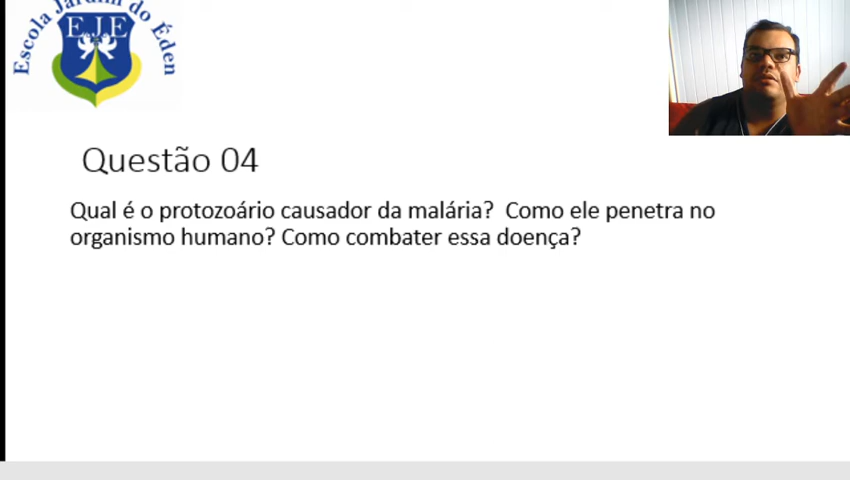 Escola Jardim do Éden
EJE
Questão 04
Qual é o protozoário causador da malária?  Como ele penetra no
organismo humano? Como combater essa doença?